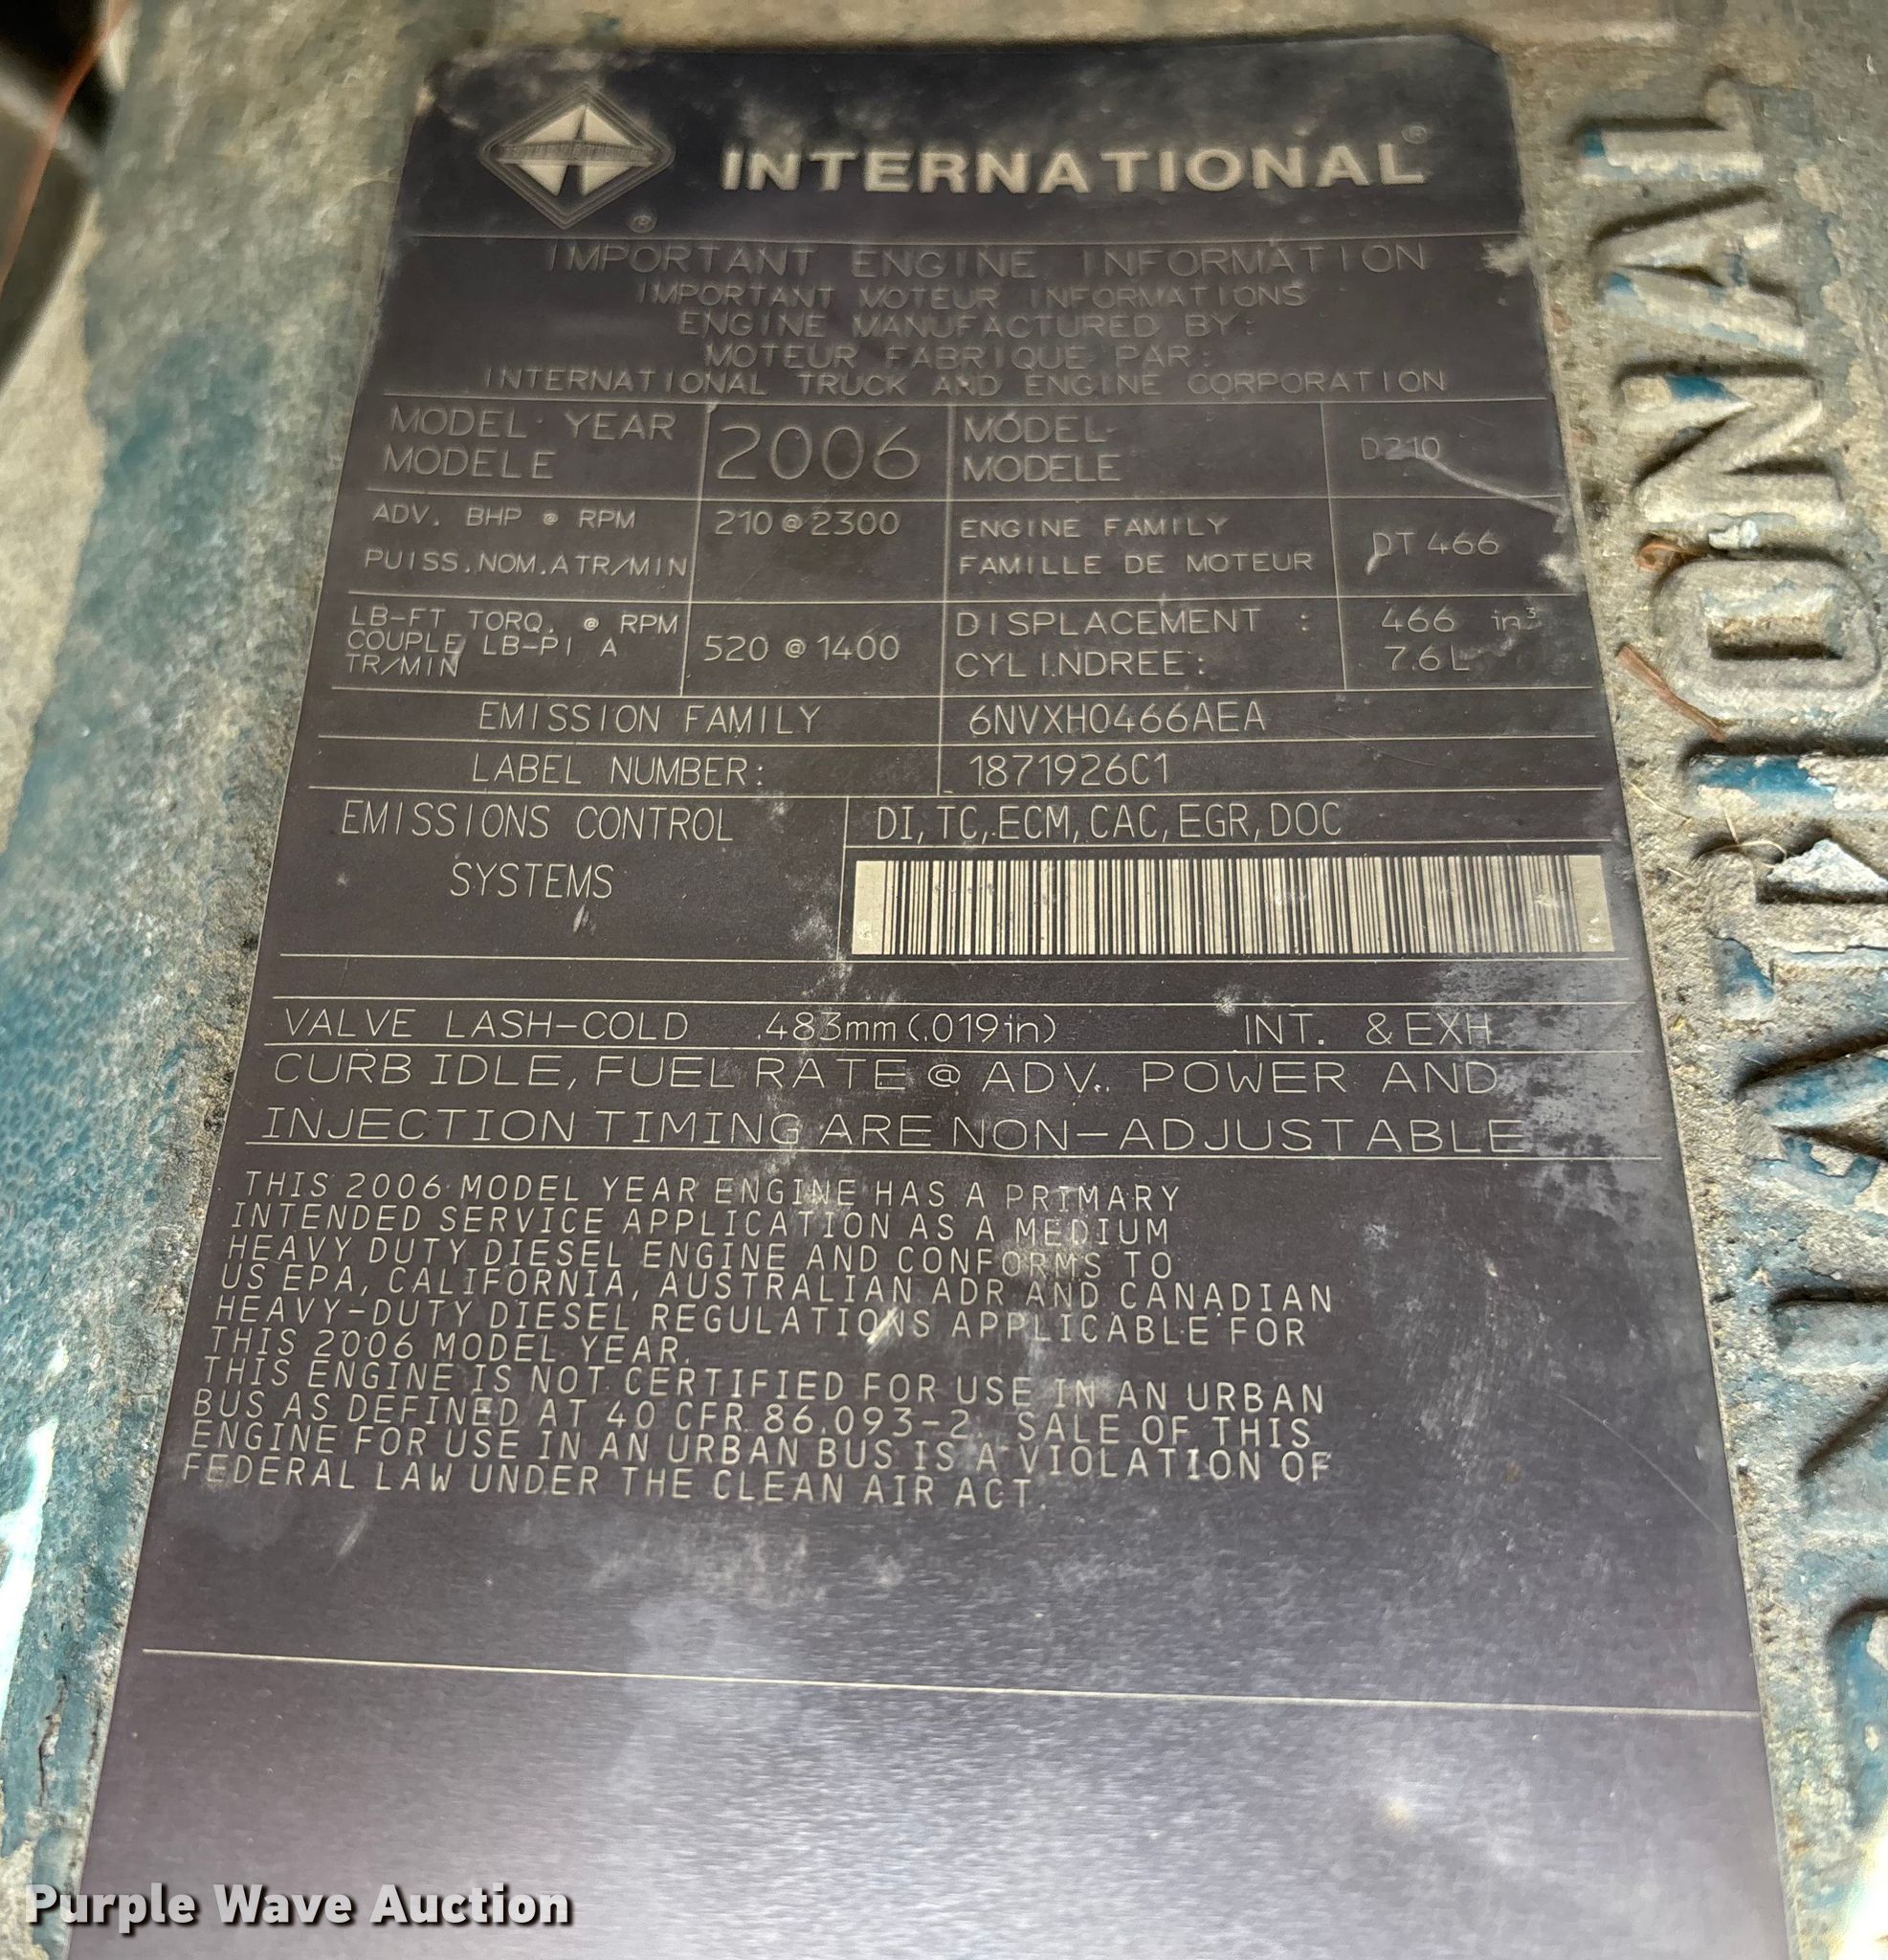 INTERNATIONAL®
®
IMPORTANT ENGINE INFORMATION
IMPORTANT MOTEUR INFORMATIONS
ENGINE MANUFACTURED BY:
MOTEUR FABRIQUE PAR:
INTERNATIONAL TRUCK AND ENGINE CORPORATION
MODEL YEAR
MODELE
2006
MODEL
MODELE
D210
ADV. BHP @ RPM
PUISS.NOM.A TR/MIN
210 @ 2300
ENGINE FAMILY
FAMILLE DE MOTEUR
DT 466
LB-FT TORQ. @ RPM
COUPLE LB-PI A
TR/MIN
520 @ 1400
DISPLACEMENT :
CYLINDREE:
466 in³
7.6L
EMISSION FAMILY
6NVXH0466AEA
LABEL NUMBER:
1871926C1
EMISSIONS CONTROL
SYSTEMS
DI, TC, ECM, CAC, EGR, DOC
VALVE LASH-COLD .483mm (.019in) INT. & EXH
CURB IDLE, FUEL RATE @ ADV. POWER AND
INJECTION TIMING ARE NON-ADJUSTABLE
THIS 2006 MODEL YEAR ENGINE HAS A PRIMARY
INTENDED SERVICE APPLICATION AS A MEDIUM
HEAVY DUTY DIESEL ENGINE AND CONFORMS TO
US EPA, CALIFORNIA, AUSTRALIAN ADR AND CANADIAN
HEAVY-DUTY DIESEL REGULATIONS APPLICABLE FOR
THIS 2006 MODEL YEAR.
THIS ENGINE IS NOT CERTIFIED FOR USE IN AN URBAN
BUS AS DEFINED AT 40 CFR 86.093-2. SALE OF THIS
ENGINE FOR USE IN AN URBAN BUS IS A VIOLATION OF
FEDERAL LAW UNDER THE CLEAN AIR ACT.
Purple Wave Auction